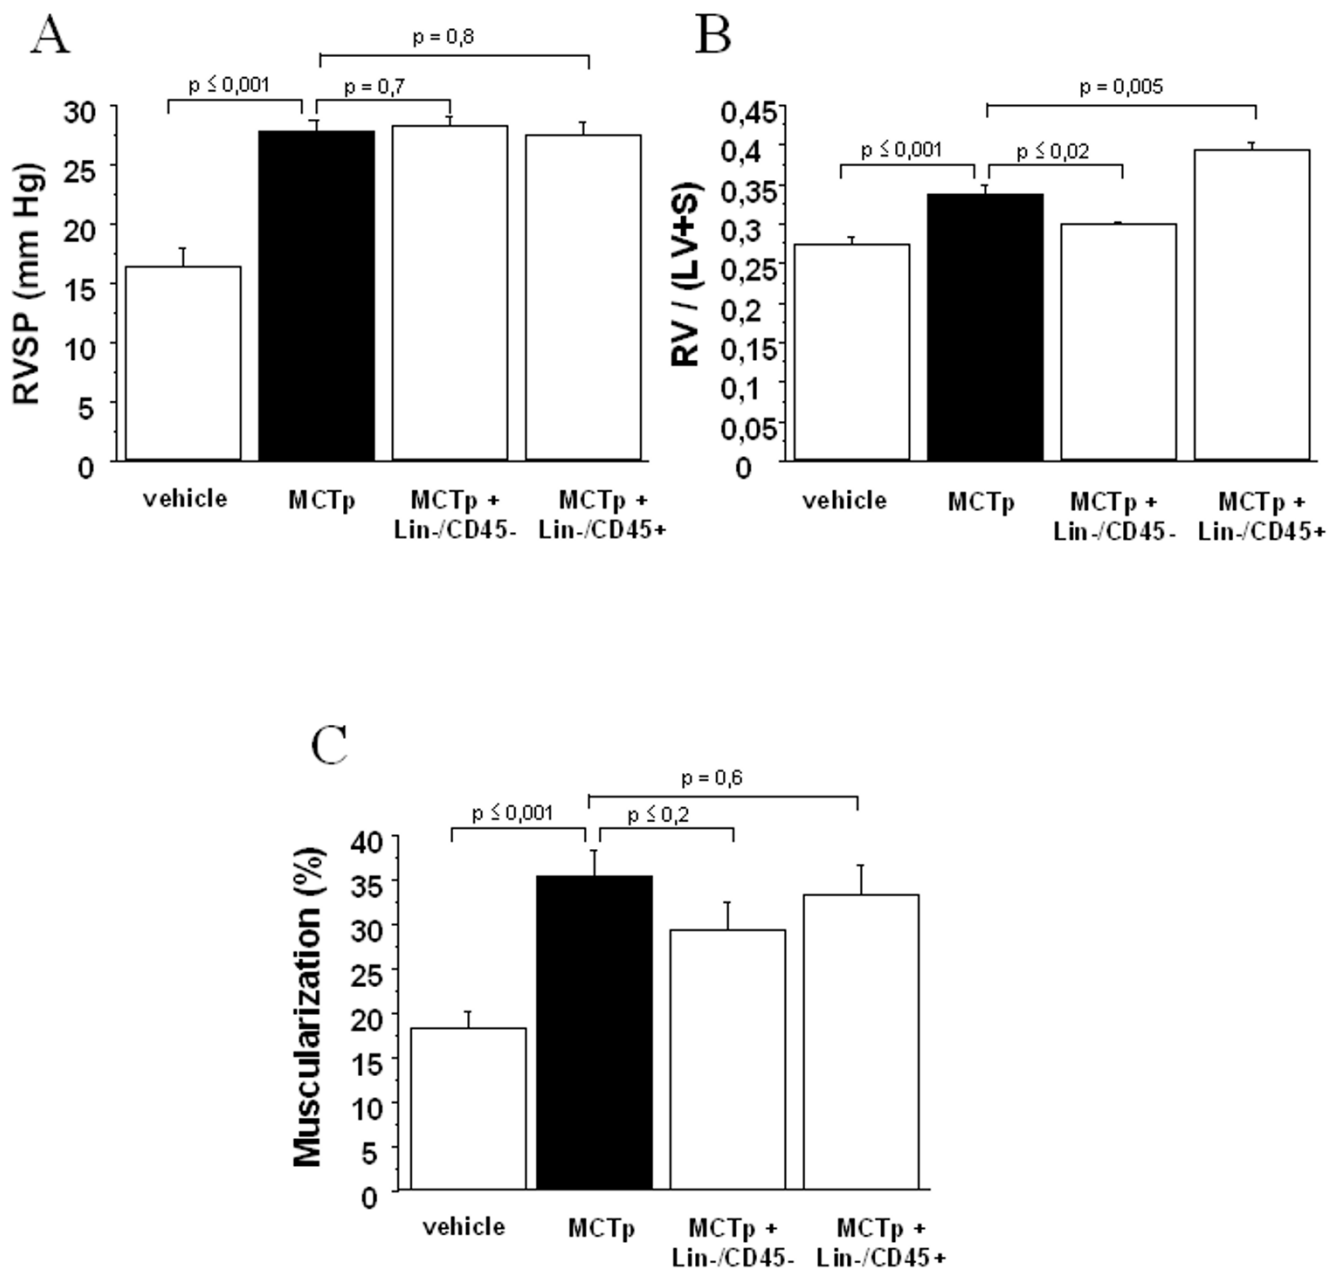 A
p = 0,8
p ≤ 0,001
p = 0,7
RVSP (mm Hg)
30
25
20
15
10
5
0
vehicle
MCTp
MCTp +
Lin-/CD45-
MCTp +
Lin-/CD45+
B
p = 0,005
p ≤ 0,001
p ≤ 0,02
RV / (LV+S)
0,45
0,4
0,35
0,3
0,25
0,2
0,15
0,1
0,05
0
vehicle
MCTp
MCTp +
Lin-/CD45-
MCTp +
Lin-/CD45+
C
p = 0,6
p ≤ 0,001
p ≤ 0,2
Muscularization (%)
40
35
30
25
20
15
10
5
0
vehicle
MCTp
MCTp +
Lin-/CD45-
MCTp +
Lin-/CD45+